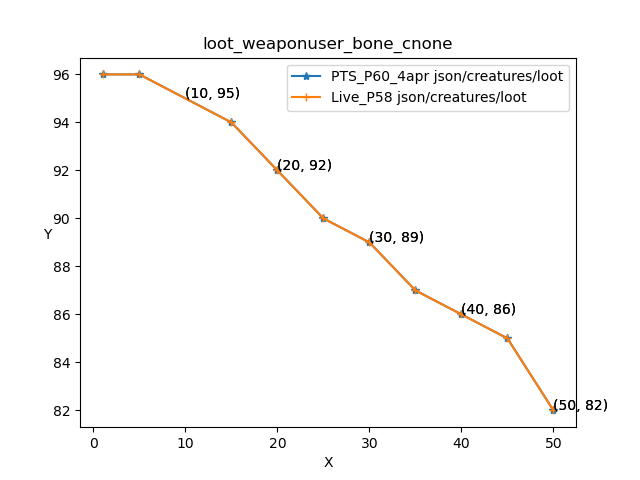 loot_weaponuser_bone_cnone
PTS_P60_4apr json/creatures/loot
Live_P58 json/creatures/loot
96
94
92
90
88
86
84
82
Y
(10, 95)
(20, 92)
(30, 89)
(40, 86)
(50, 82)
0 10 20 30 40 50
X